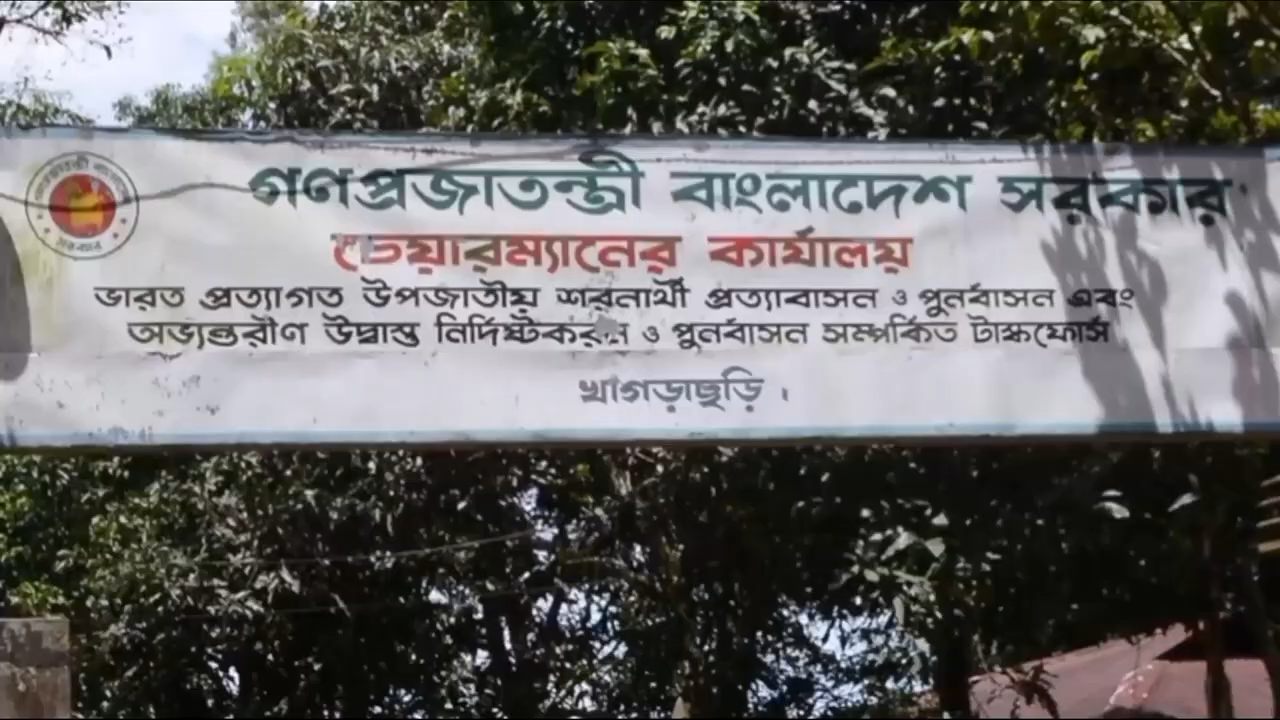 গণপ্রজাতন্ত্রী বাংলাদেশ সরকার
চেয়ারম্যানের কার্যালয়
ভারত প্রত্যাগত উপজাতীয় শরনার্থী প্রত্যাবাসন ও পুনর্বাসন এবং
অভ্যন্তরীণ উদ্বাস্তু নির্দিষ্টকরন ও পুনর্বাসন সম্পর্কিত টাস্কফোর্স
খাগড়াছড়ি।